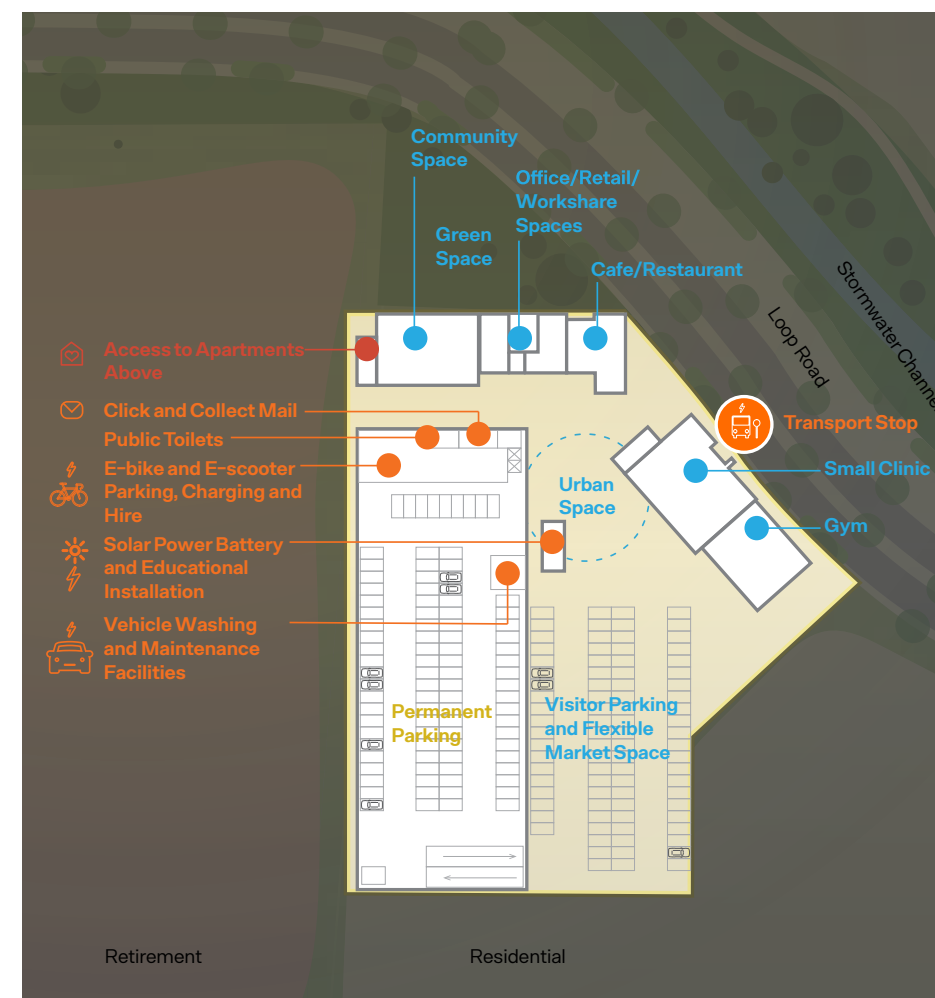 Community
Space
Office/Retail/
Workshare
Spaces
Green
Space
Cafe/Restaurant
Stormwater Channe
Loop Road
Access to Apartments
Above
Click and Collect Mail
Public Toilets
E-bike and E-scooter
Parking, Charging and
Hire
Solar Power Battery
and Educational
Installation
Vehicle Washing
and Maintenance
Facilities
Transport Stop
Small Clinic
Gym
Urban
Space
Permanent
Parking
Visitor Parking
and Flexible
Market Space
Retirement
Residential